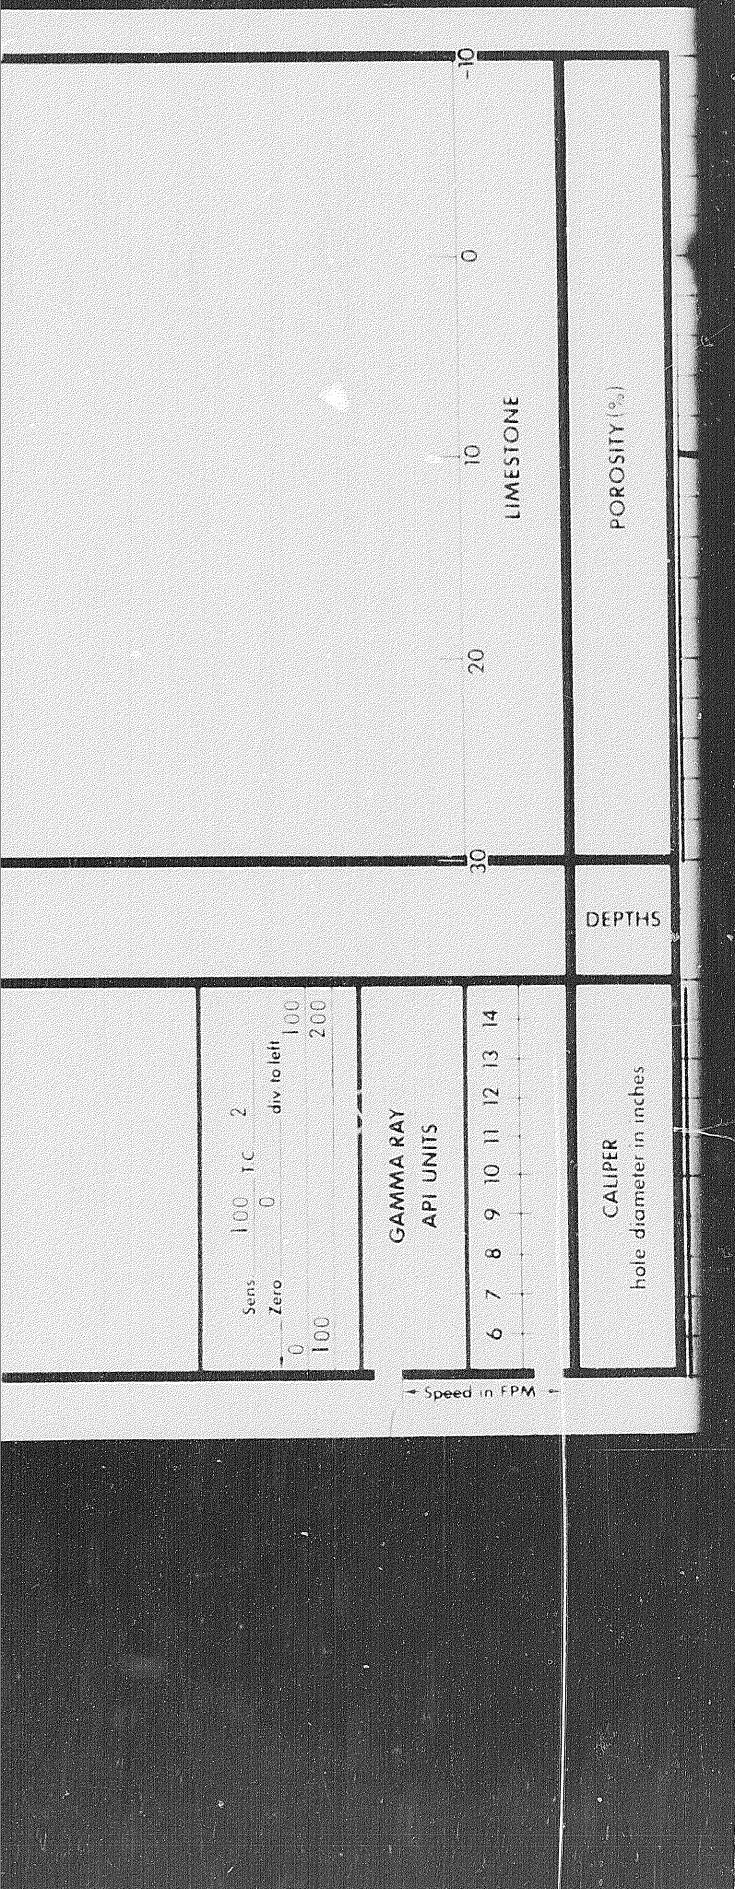 Sens 100 T.C. 2
Zero 0 div to left
0 100
100 200
GAMMA RAY
API UNITS
6 7 8 9 10 11 12 13 14
30 20 10 0 -10
LIMESTONE
CALIPER
hole diameter in inches
DEPTHS
POROSITY (%)
Speed in FPM